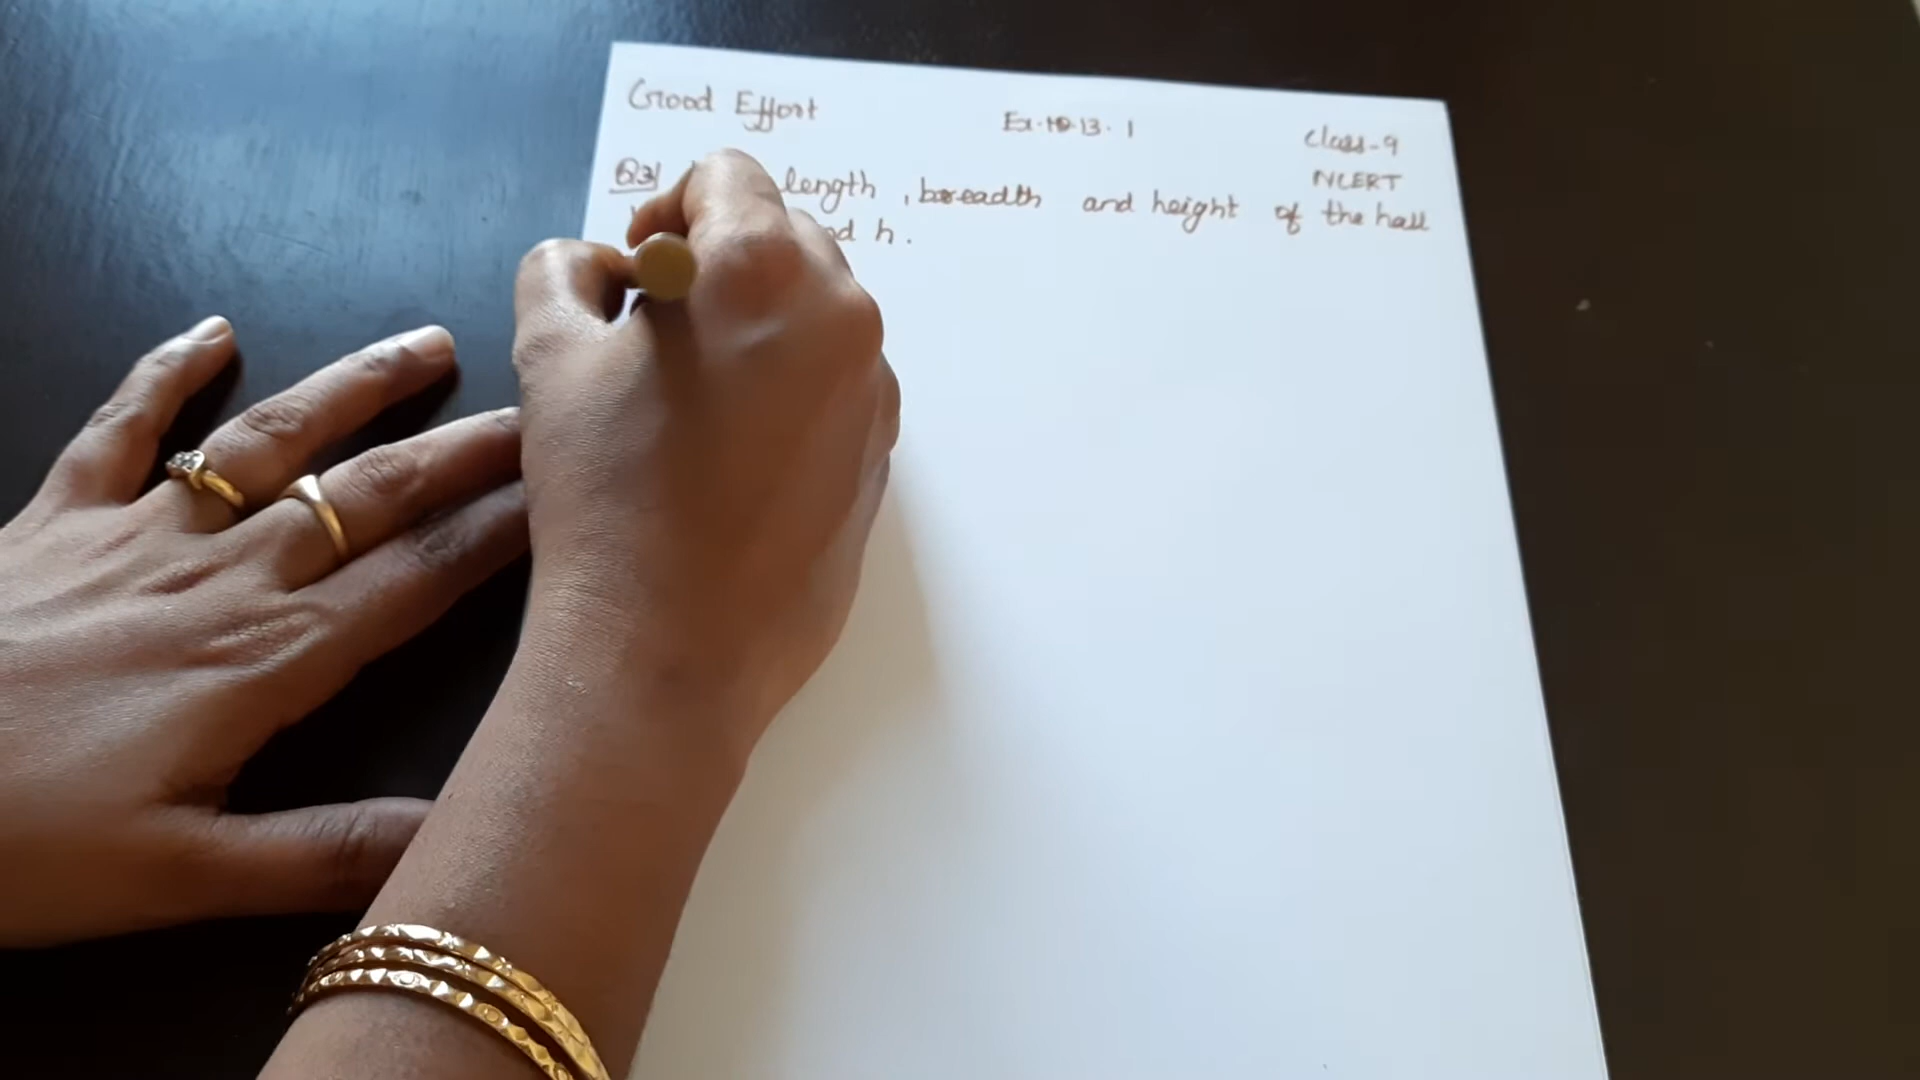 Good Effort
Ex. 13.1
Class-9
NCERT
Q3/ length, breadth and height of the hall
h.